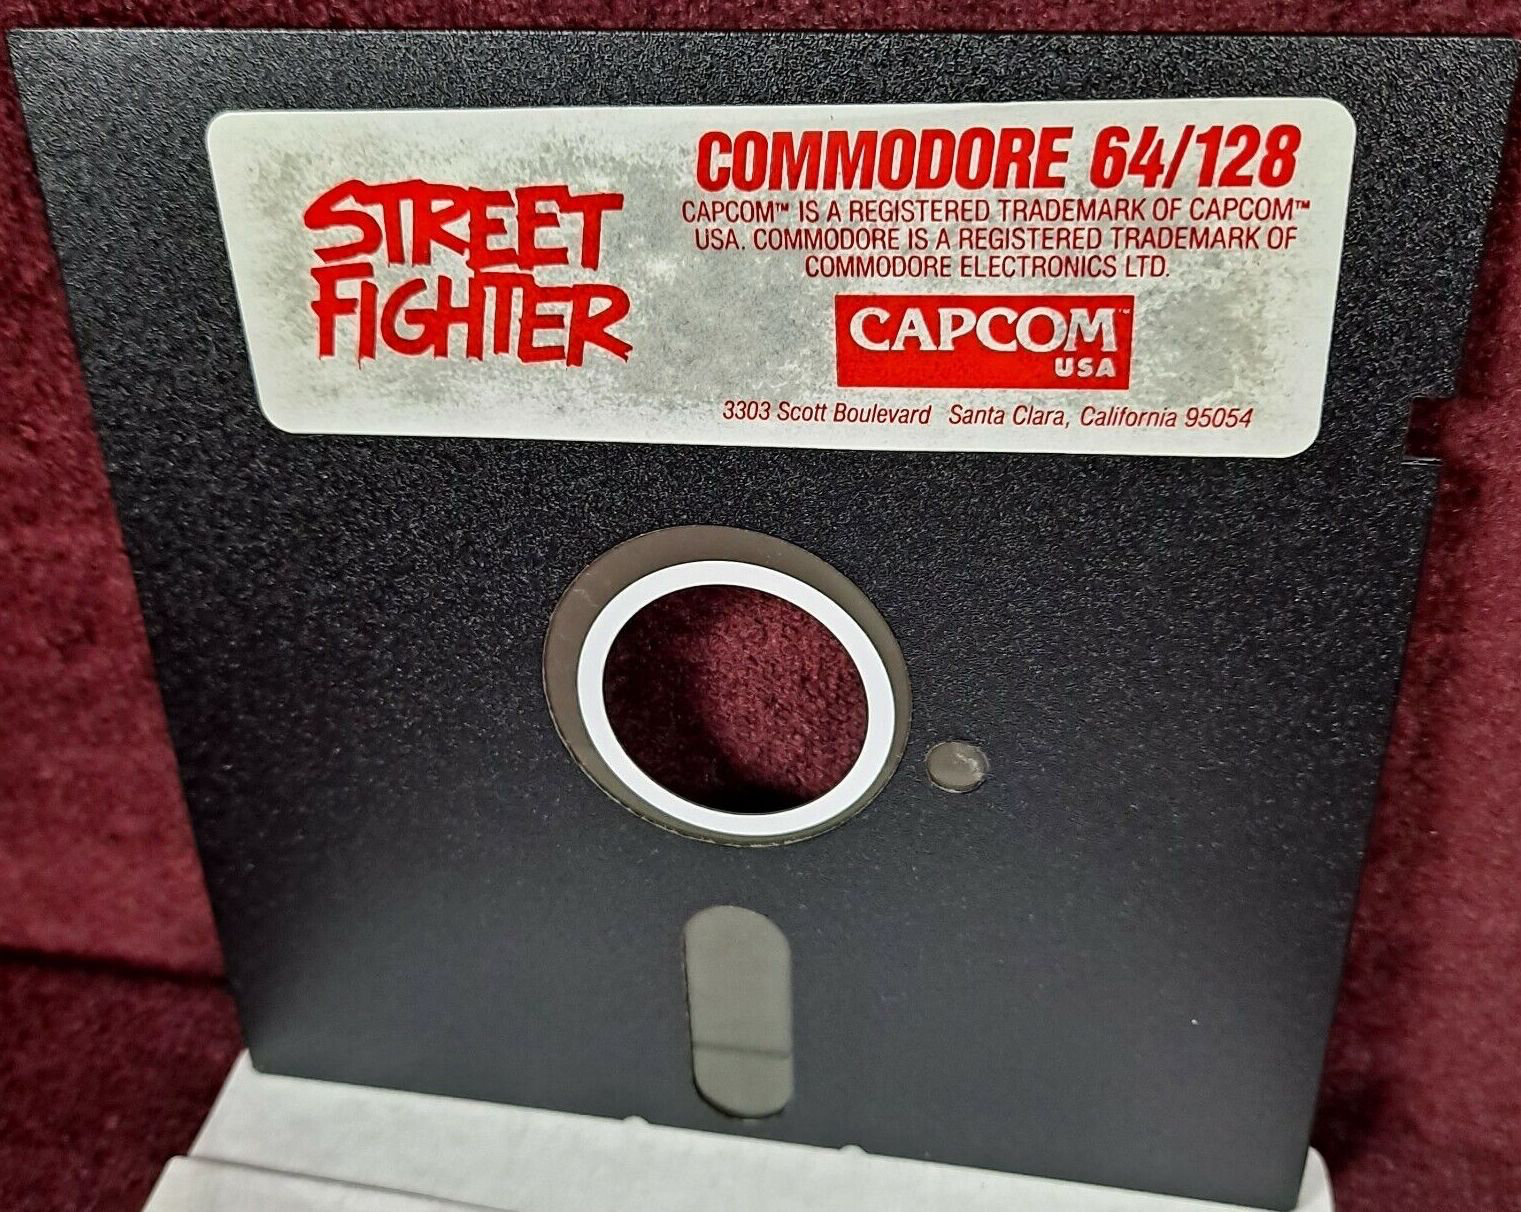 STREET
FIGHTER
COMMODORE 64/128
CAPCOM™ IS A REGISTERED TRADEMARK OF CAPCOM™
USA. COMMODORE IS A REGISTERED TRADEMARK OF
COMMODORE ELECTRONICS LTD.
CAPCOM™
USA
3303 Scott Boulevard Santa Clara, California 95054